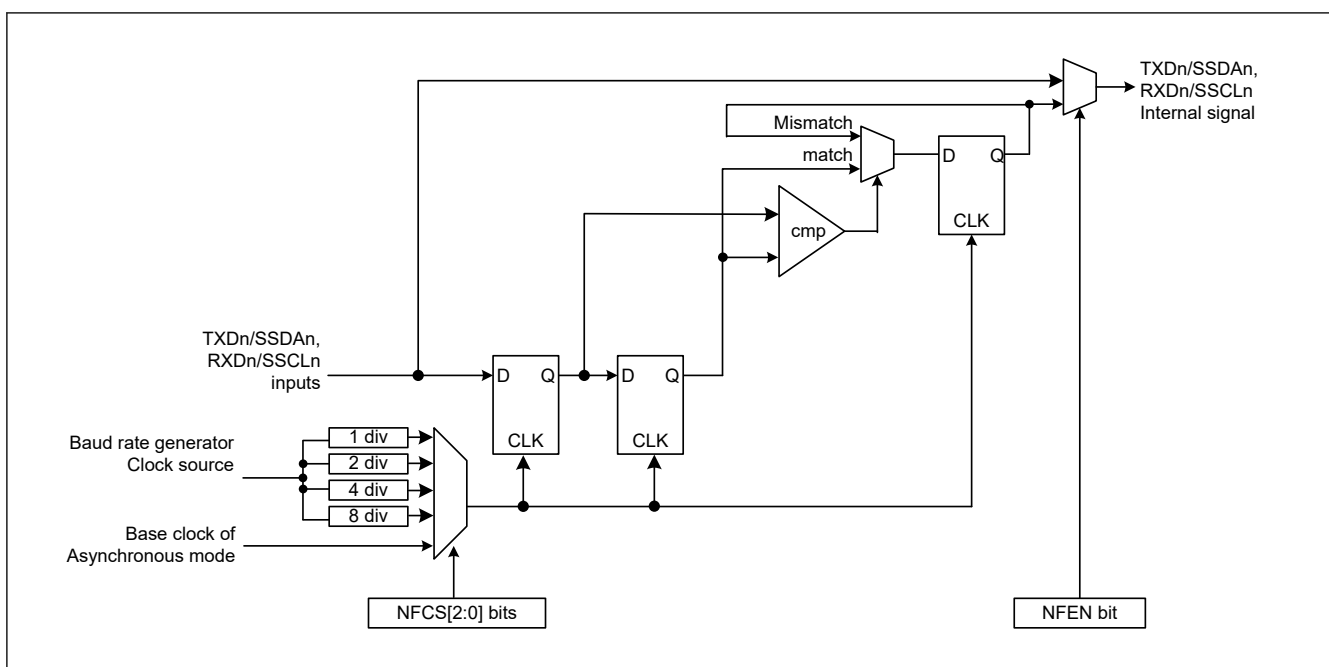 TXDn/SSDAn,
RXDn/SSCLn
Internal signal
Mismatch
match
D Q
CLK
cmp
TXDn/SSDAn,
RXDn/SSCLn
inputs
D Q
CLK
D Q
CLK
Baud rate generator
Clock source
1 div
2 div
4 div
8 div
Base clock of
Asynchronous mode
NFCS[2:0] bits
NFEN bit